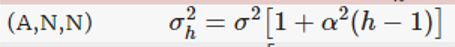 (A,N,N) σ_h^2 = σ^2[1 + α^2(h − 1)]